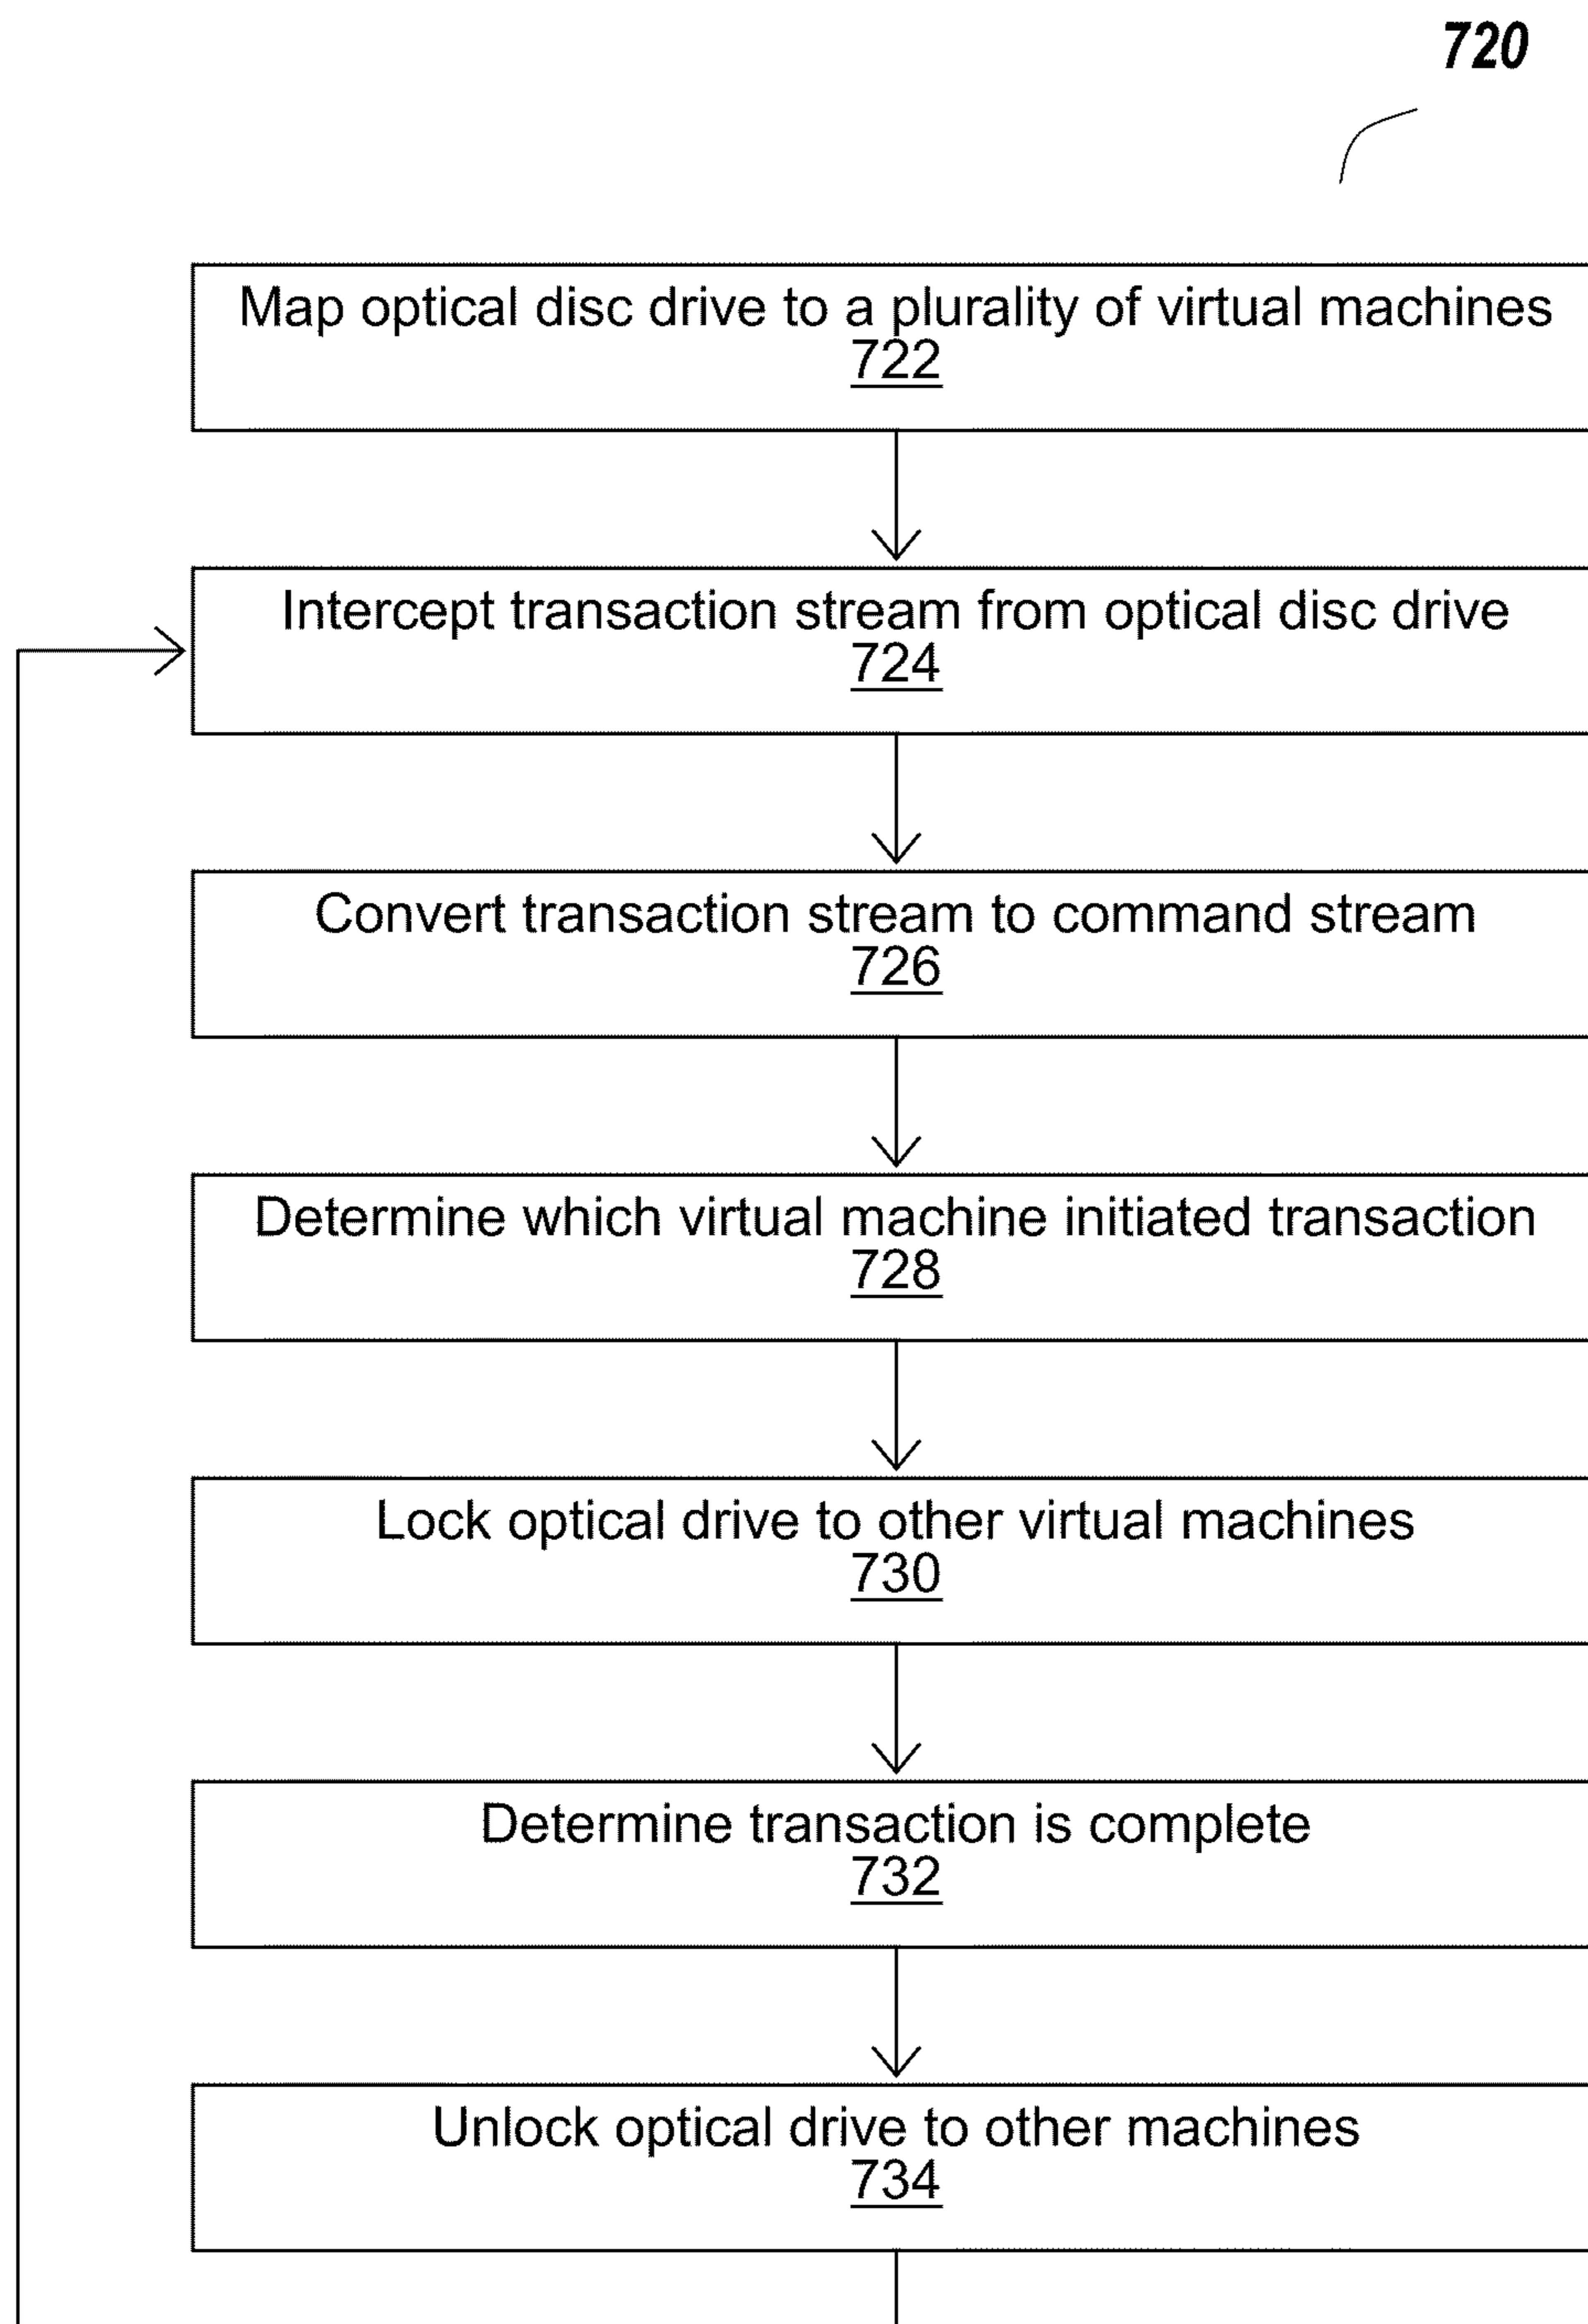 720
Map optical disc drive to a plurality of virtual machines
722
Intercept transaction stream from optical disc drive
724
Convert transaction stream to command stream
726
Determine which virtual machine initiated transaction
728
Lock optical drive to other virtual machines
730
Determine transaction is complete
732
Unlock optical drive to other machines
734